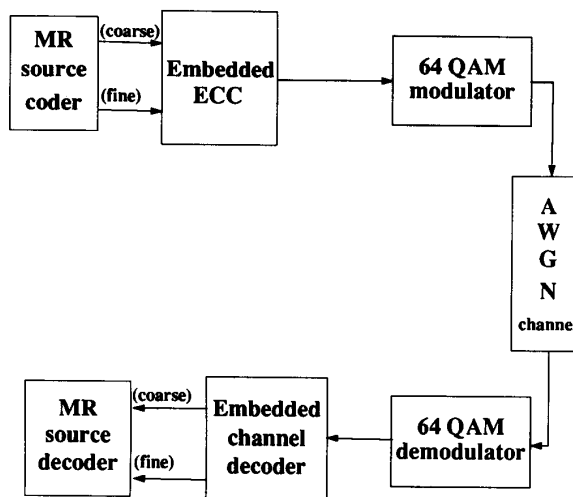 MR
source
coder
(coarse)
(fine)
Embedded
ECC
64 QAM
modulator
A
W
G
N
channel
MR
source
decoder
(coarse)
(fine)
Embedded
channel
decoder
64 QAM
demodulator